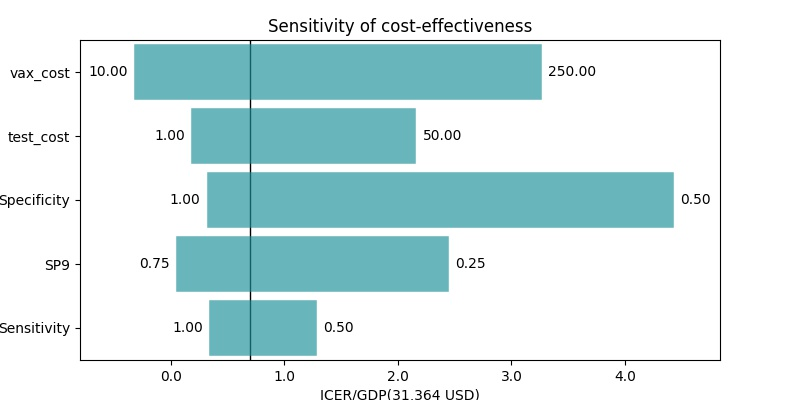 Sensitivity of cost-effectiveness
vax_cost 10.00 250.00
test_cost 1.00 50.00
Specificity 1.00 0.50
SP9 0.75 0.25
Sensitivity 1.00 0.50
0.0 1.0 2.0 3.0 4.0
ICER/GDP(31,364 USD)